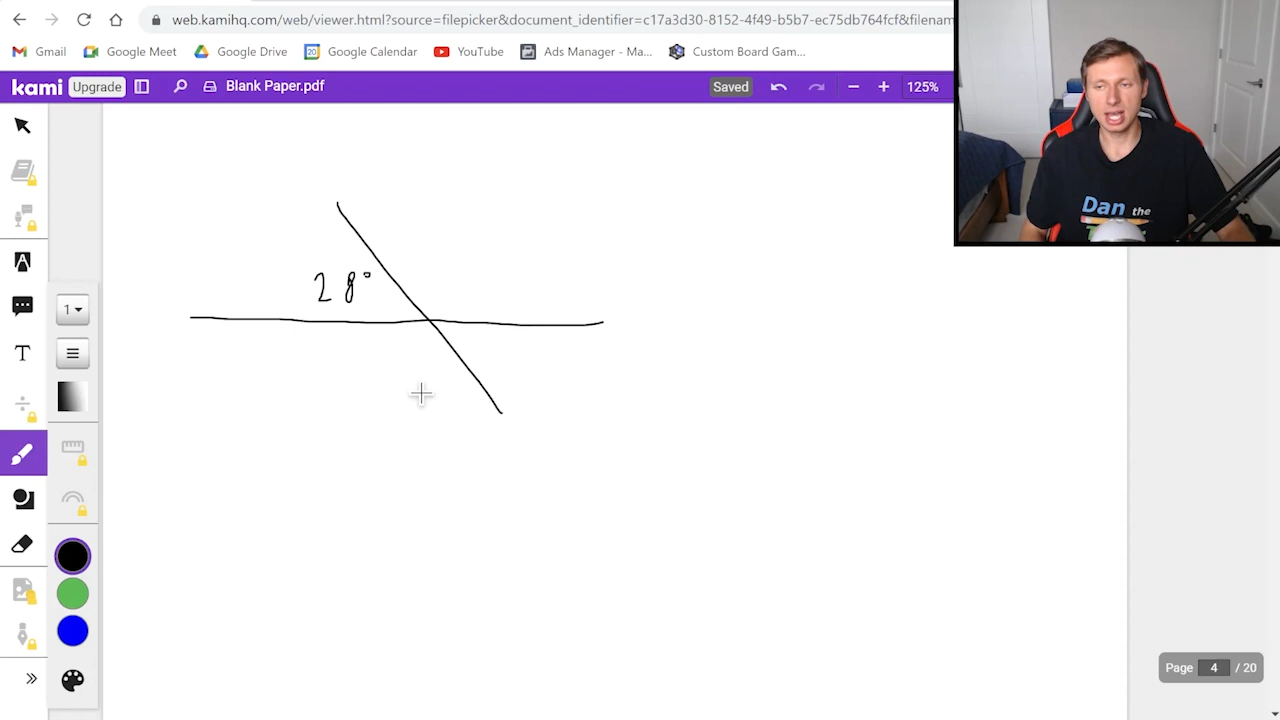 web.kamihq.com/web/viewer.html?source=filepicker&document_identifier=c17a3d30-8152-4f49-b5b7-ec75db764fcf&filenam
Gmail Google Meet Google Drive 20 Google Calendar YouTube Ads Manager - Ma... Custom Board Gam...
kami Upgrade Blank Paper.pdf Saved 125%
Dan the
28°
1
Page 4 / 20